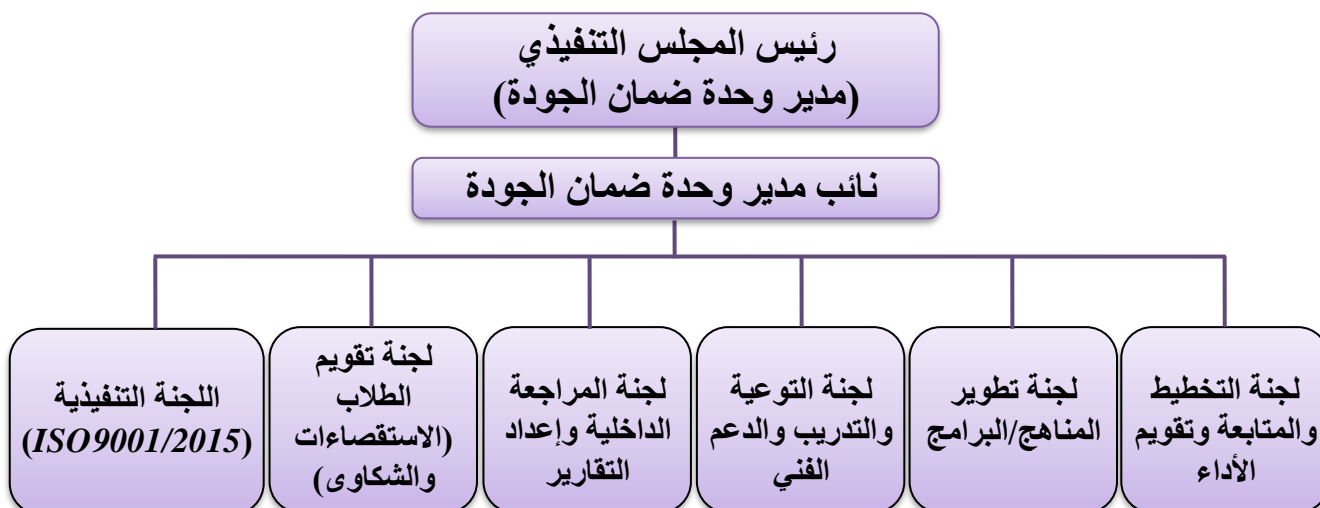 رئيس المجلس التنفيذي
(مدير وحدة ضمان الجودة)
نائب مدير وحدة ضمان الجودة
لجنة التخطيط
والمتابعة وتقويم
الأداء
لجنة تطوير
المناهج/البرامج
لجنة التوعية
والتدريب والدعم
الفني
لجنة المراجعة
الداخلية وإعداد
التقارير
لجنة تقويم
الطلاب
(الاستقصاءات
والشكاوى)
اللجنة التنفيذية
(ISO9001/2015)